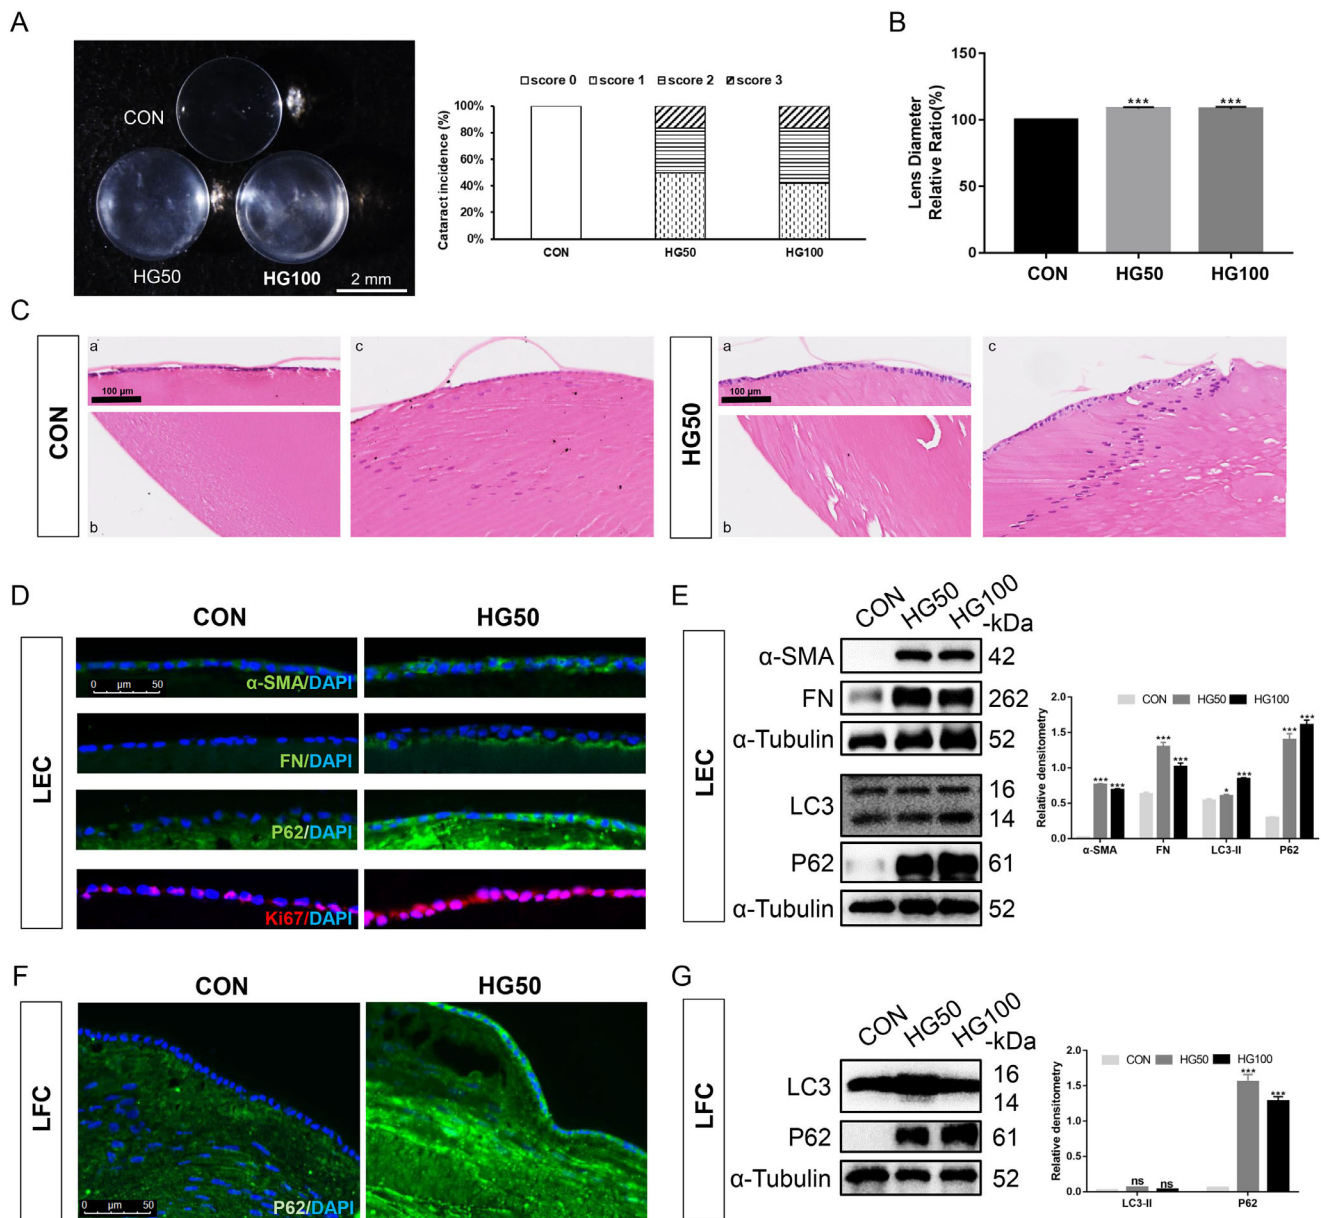 A
CON
HG50
HG100
2 mm
score 0 score 1 score 2 score 3
Cataract incidence (%)
100%
80%
60%
40%
20%
0%
CON HG50 HG100
B
Lens Diameter
Relative Ratio(%)
150
100
50
0
*** ***
CON HG50 HG100
C
CON
a
100 µm
b
c
HG50
a
b
c
D
CON HG50
LEC
α-SMA/DAPI
0 µm 50
FN/DAPI
P62/DAPI
Ki67/DAPI
E
LEC
CON HG50 HG100
-kDa
α-SMA 42
FN 262
α-Tubulin 52
LC3 16
14
P62 61
α-Tubulin 52
CON HG50 HG100
Relative densitometry
2.0
1.5
1.0
0.5
0.0
*** *** *** *** * *** *** ***
α-SMA FN LC3-II P62
F
CON HG50
LFC
0 µm 50
P62/DAPI
G
LFC
CON HG50 HG100
-kDa
LC3 16
14
P62 61
α-Tubulin 52
CON HG50 HG100
Relative densitometry
2.0
1.5
1.0
0.5
0.0
ns ns *** ***
LC3-II P62